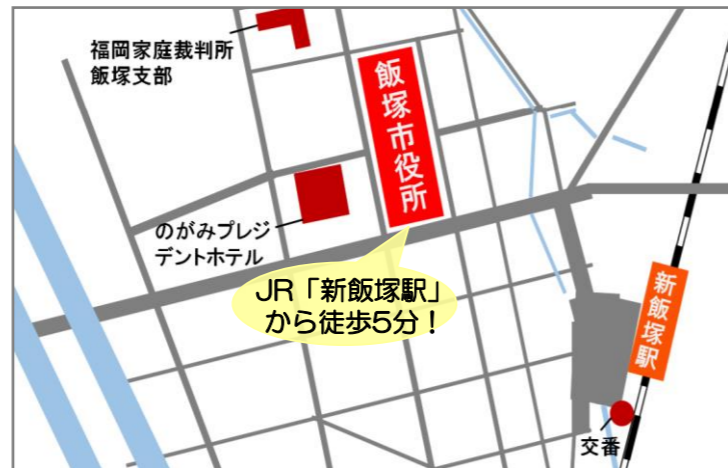 福岡家庭裁判所
飯塚支部
飯塚市役所
のがみプレジ
デントホテル
JR「新飯塚駅」
から徒歩5分！
新飯塚駅
交番